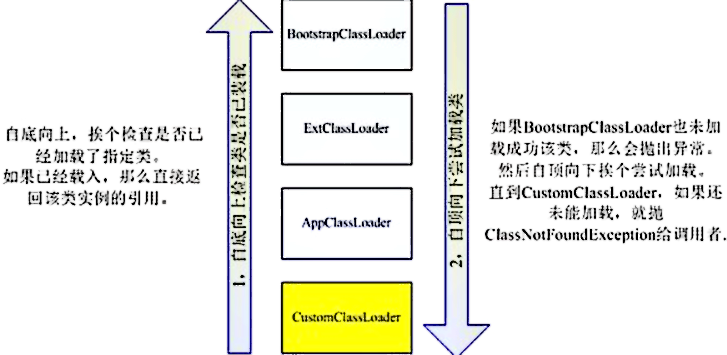 自底向上，挨个检查是否已
经加载了指定类。
如果已经载入，那么直接返
回该类实例的引用。
1，自底向上检查类是否已装载
BootstrapClassLoader
ExtClassLoader
AppClassLoader
CustomClassLoader
2，自顶向下尝试加载类
如果BootstrapClassLoader也未加
载成功该类，那么会抛出异常。
然后自顶向下挨个尝试加载。
直到CustomClassLoader，如果还
未能加载，就抛
ClassNotFoundException给调用者.